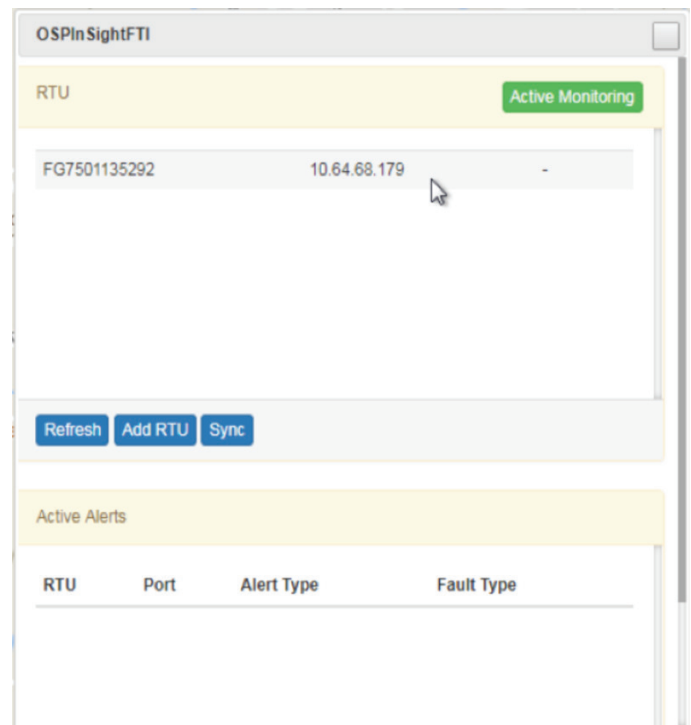 OSPInSightFTI
RTU Active Monitoring
FG7501135292 10.64.68.179 -
Refresh Add RTU Sync
Active Alerts
RTU Port Alert Type Fault Type